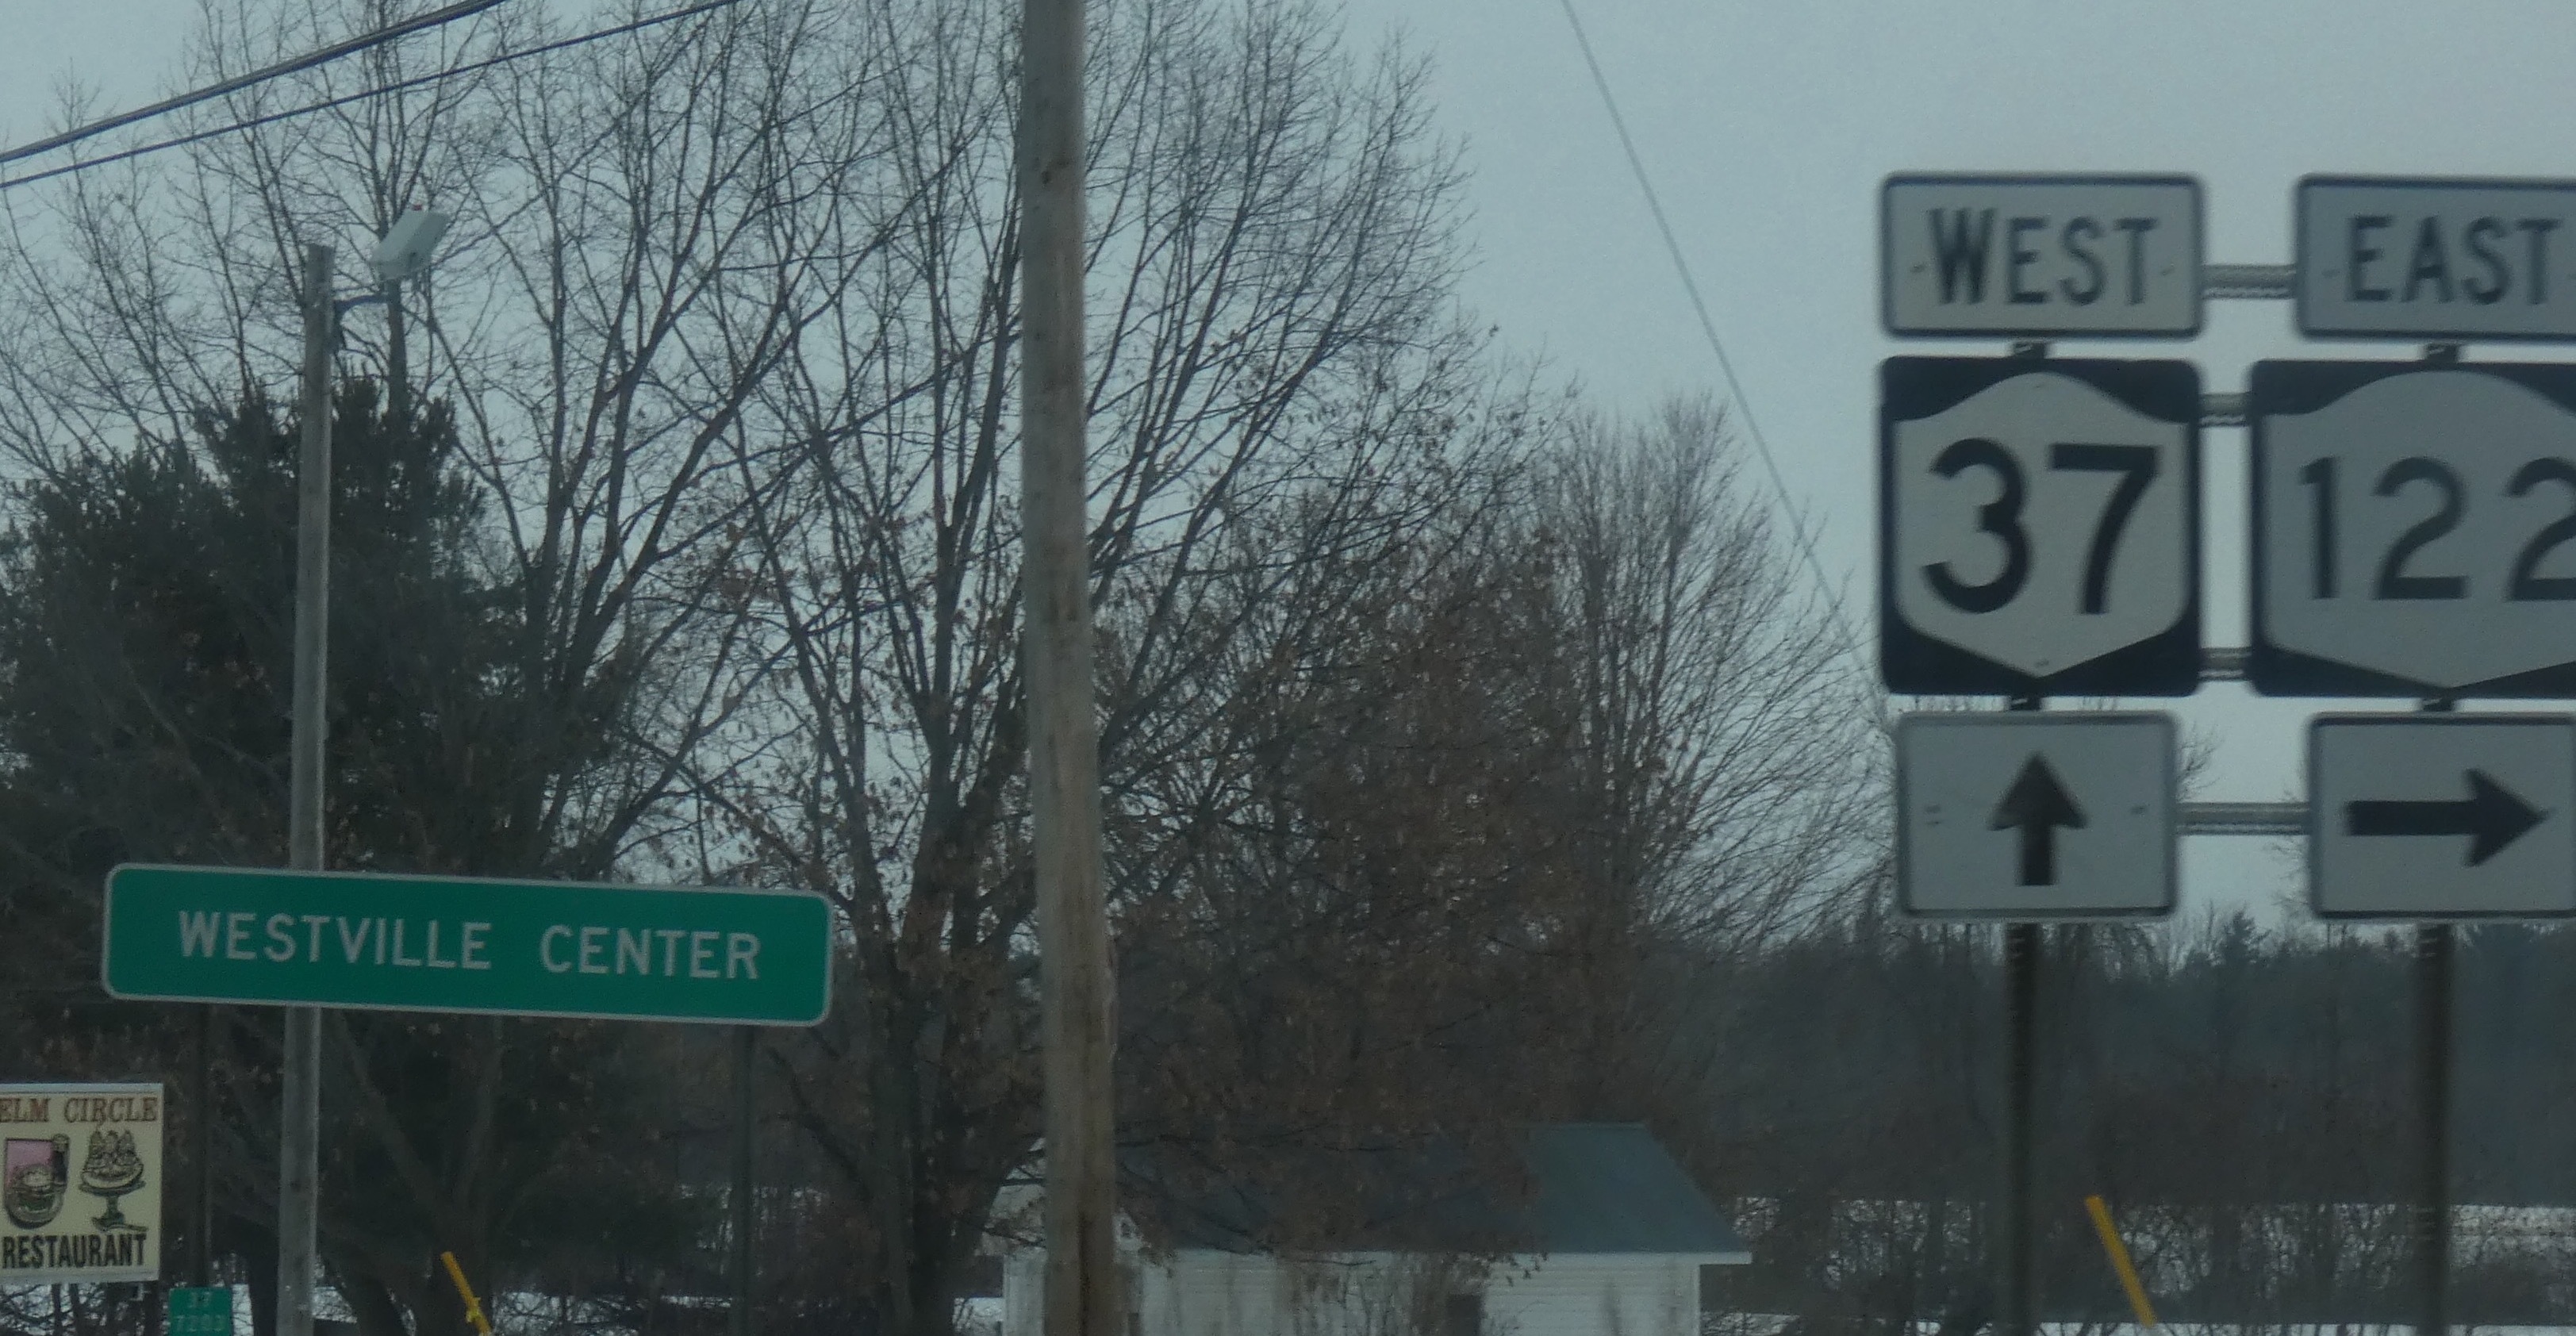 WEST
37
EAST
122
WESTVILLE CENTER
ELM CIRCLE
RESTAURANT
37